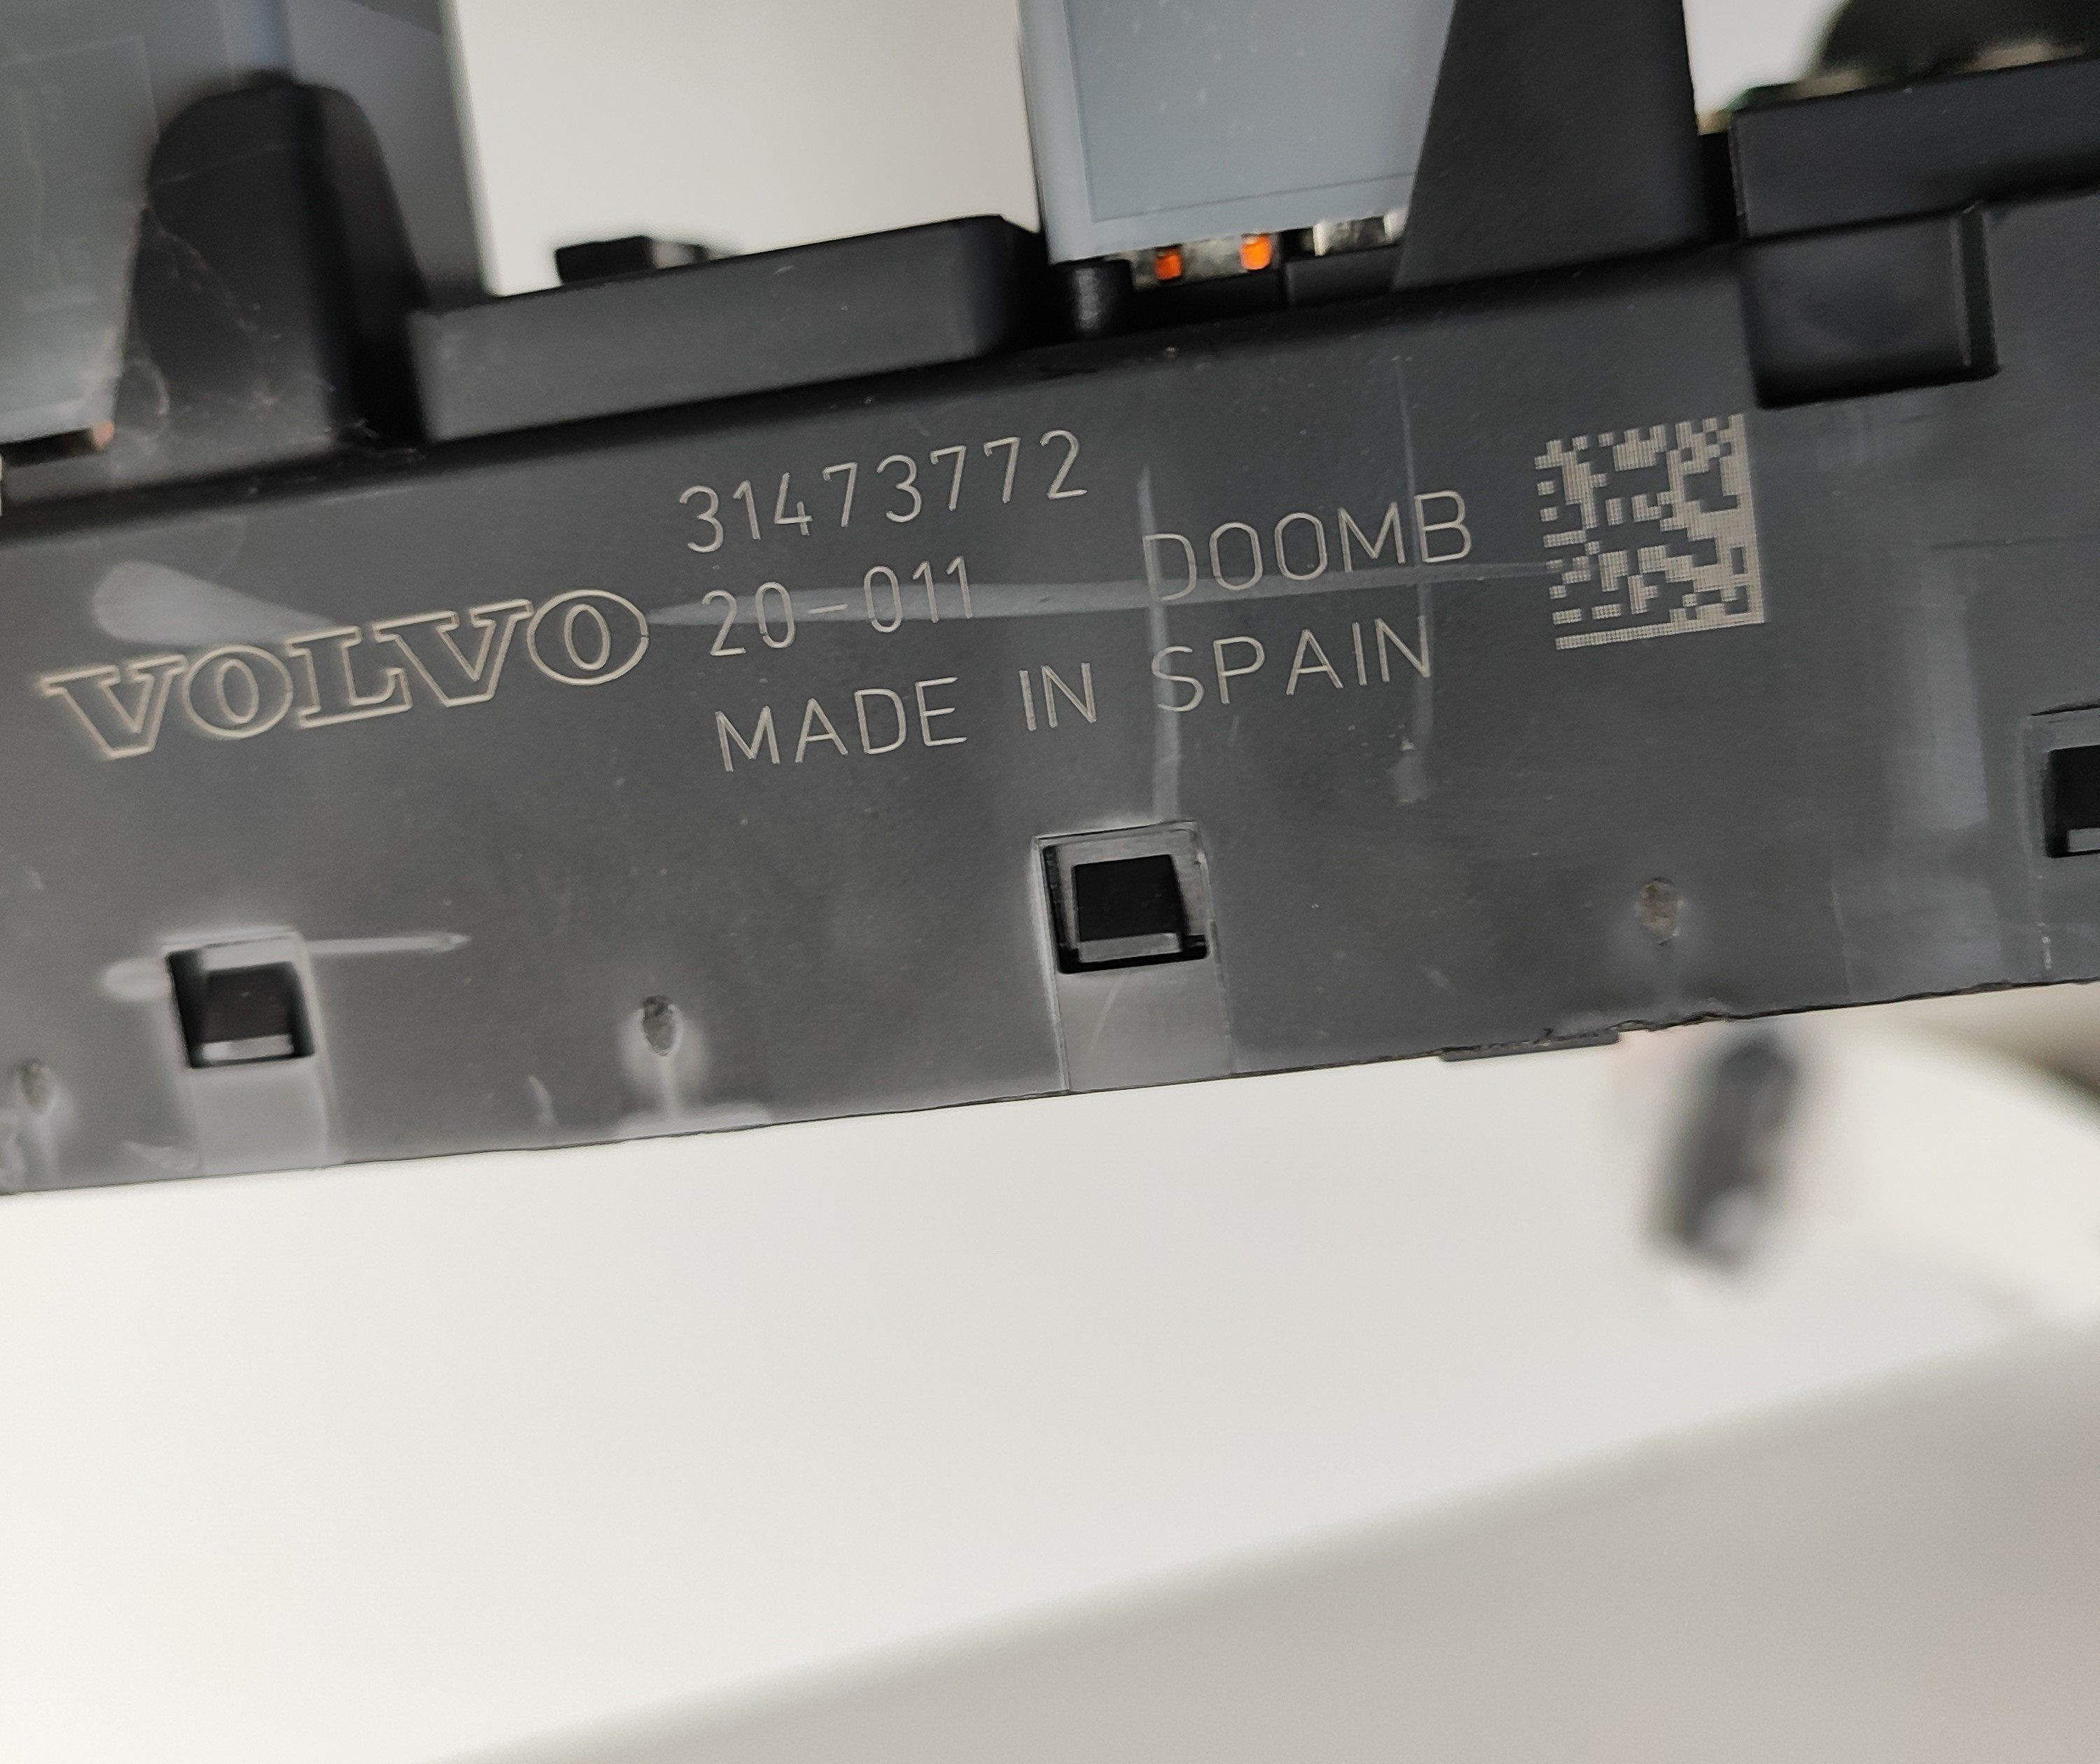 31473772
VOLVO 20-011 D00MB
MADE IN SPAIN